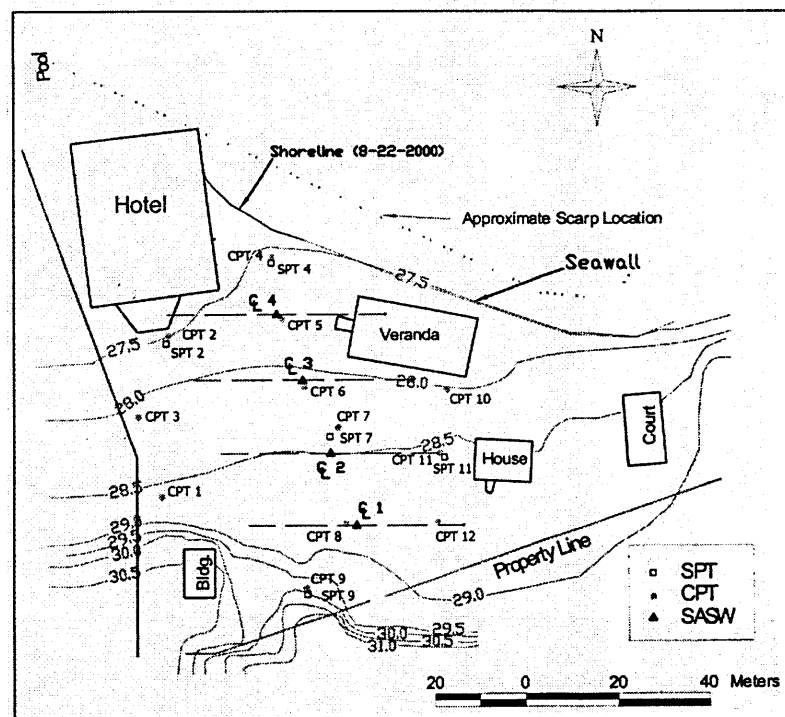 N
Pool
Shoreline (8-22-2000)
Hotel
Approximate Scarp Location
CPT 4
SPT 4
27.5
Seawall
℄ 4
CPT 5
Veranda
CPT 2
SPT 2
27.5
℄ 3
28.0
CPT 6
CPT 10
28.0
CPT 3
CPT 7
SPT 7
28.5
Court
CPT 11
SPT 11
House
℄ 2
28.5
CPT 1
℄ 1
CPT 8
CPT 12
29.0
29.5
30.0
30.5
Property Line
Bldg.
CPT 9
SPT 9
29.0
SPT
CPT
SASW
29.5
30.0
30.5
31.0
20 0 20 40 Meters